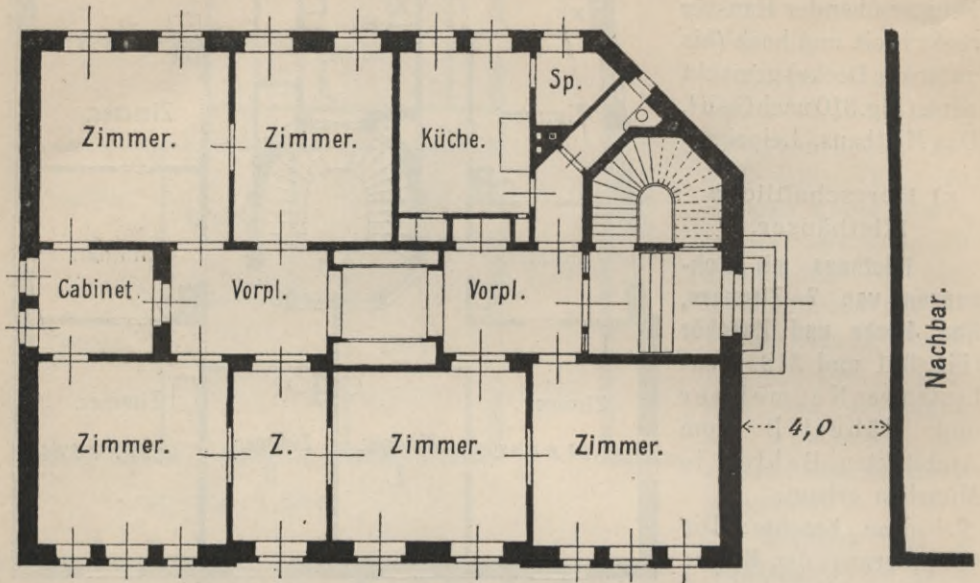 Sp.
Zimmer.
Zimmer.
Küche.
Cabinet.
Vorpl.
Vorpl.
Nachbar.
Zimmer.
Z.
Zimmer.
Zimmer.
4,0